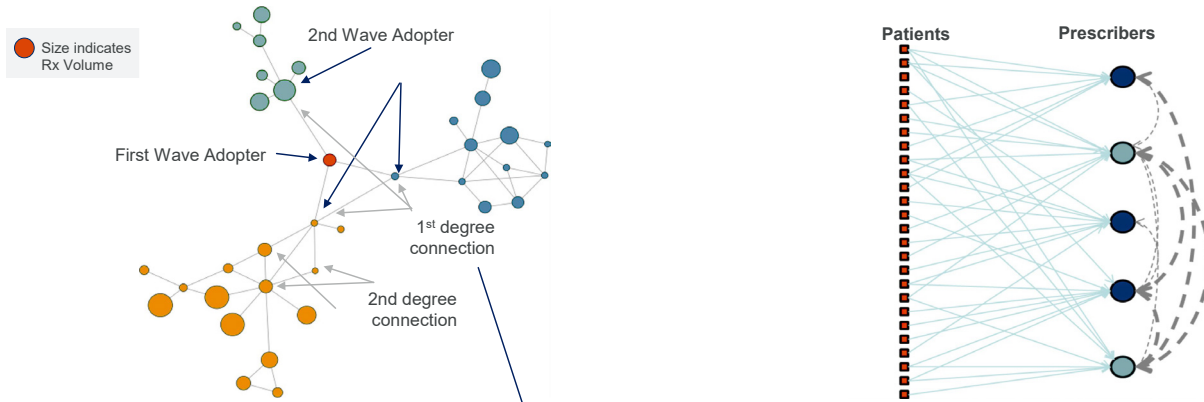 Size indicates
Rx Volume
2nd Wave Adopter
First Wave Adopter
1st degree
connection
2nd degree
connection
Patients
Prescribers